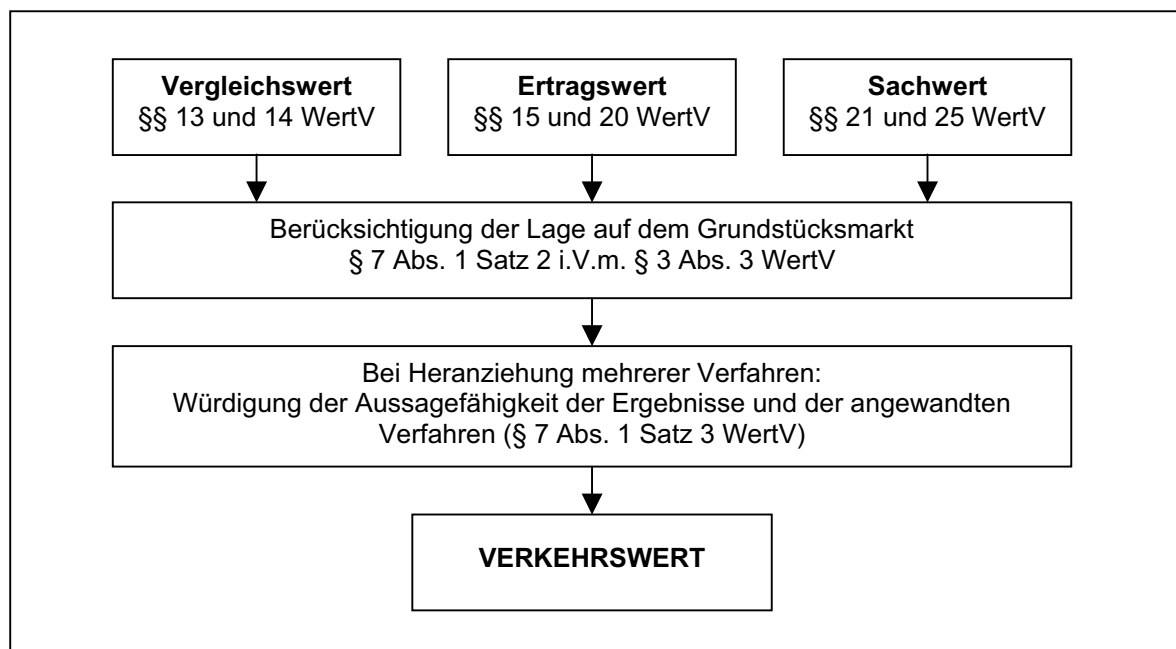 Vergleichswert
§§ 13 und 14 WertV
Ertragswert
§§ 15 und 20 WertV
Sachwert
§§ 21 und 25 WertV
Berücksichtigung der Lage auf dem Grundstücksmarkt
§ 7 Abs. 1 Satz 2 i.V.m. § 3 Abs. 3 WertV
Bei Heranziehung mehrerer Verfahren:
Würdigung der Aussagefähigkeit der Ergebnisse und der angewandten
Verfahren (§ 7 Abs. 1 Satz 3 WertV)
VERKEHRSWERT